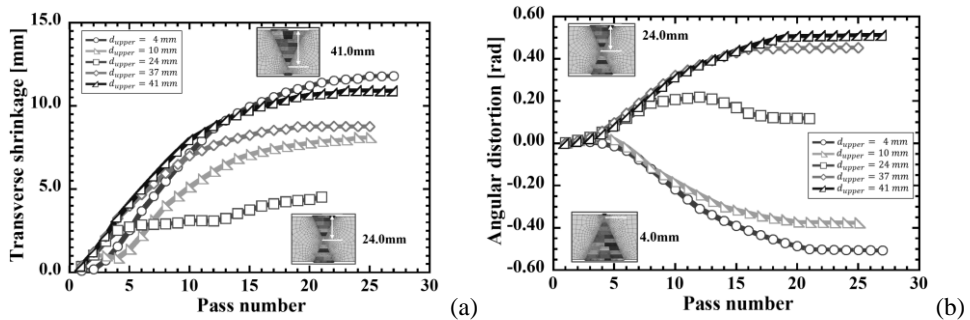 15.0
10.0
5.0
0.0
Transverse shrinkage [mm]
d_upper = 4 mm
d_upper = 10 mm
d_upper = 24 mm
d_upper = 37 mm
d_upper = 41 mm
41.0mm
24.0mm
0 5 10 15 20 25 30
Pass number
(a)
0.60
0.40
0.20
0.00
-0.20
-0.40
-0.60
Angular distortion [rad]
24.0mm
d_upper = 4 mm
d_upper = 10 mm
d_upper = 24 mm
d_upper = 37 mm
d_upper = 41 mm
4.0mm
0 5 10 15 20 25 30
Pass number
(b)